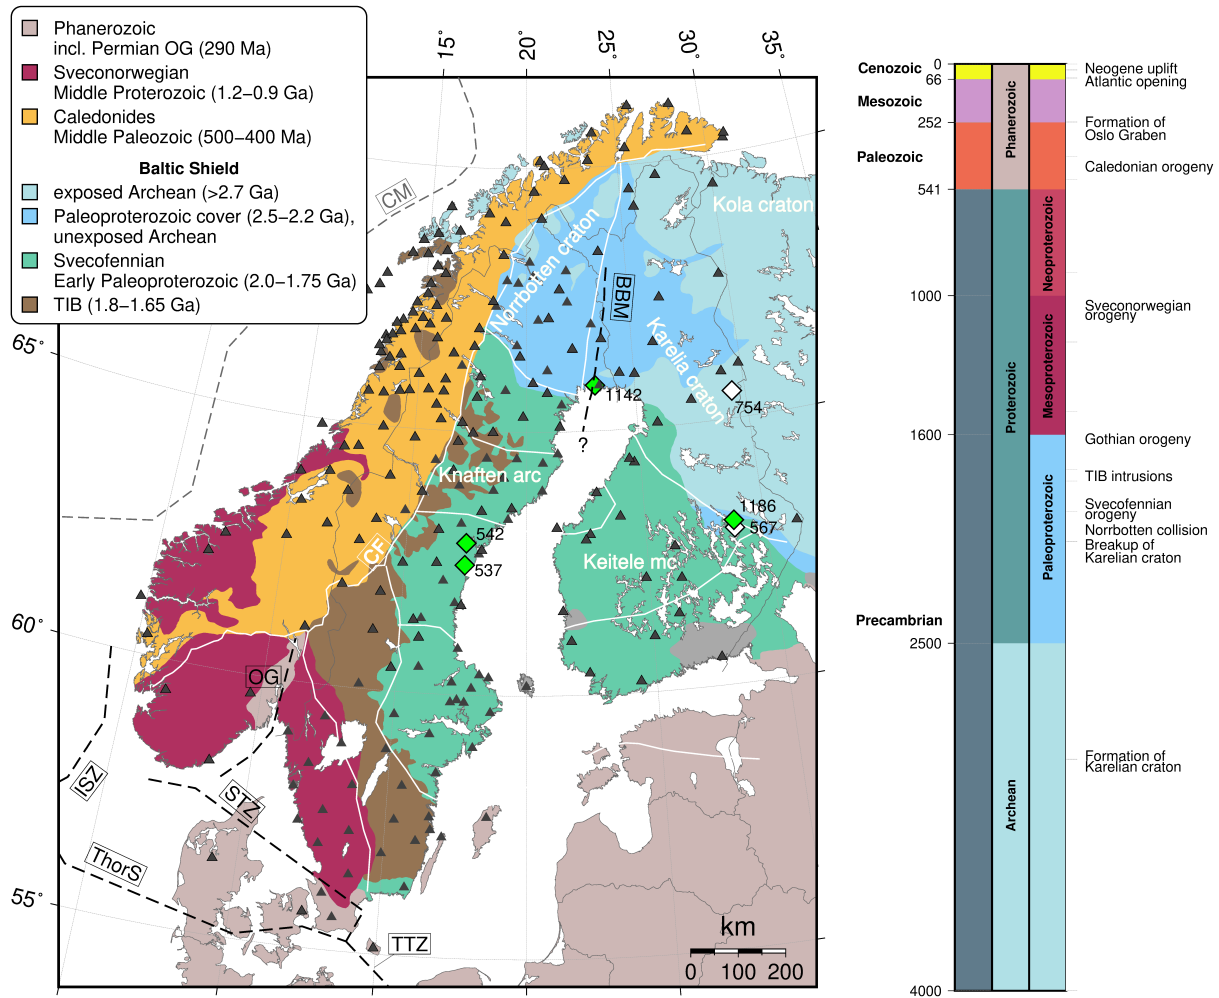 Phanerozoic
incl. Permian OG (290 Ma)
Sveconorwegian
Middle Proterozoic (1.2–0.9 Ga)
Caledonides
Middle Paleozoic (500–400 Ma)
Baltic Shield
exposed Archean (>2.7 Ga)
Paleoproterozoic cover (2.5–2.2 Ga),
unexposed Archean
Svecofennian
Early Paleoproterozoic (2.0–1.75 Ga)
TIB (1.8–1.65 Ga)
15°
20°
25°
30°
35°
65°
60°
55°
CM
Kola craton
Norrbotten craton
BBM
Karelia craton
1142
754
?
Knaften arc
1186
567
542
537
CF
Keitele mc
OG
ISZ
STZ
ThorS
TTZ
km
0 100 200
Cenozoic
Mesozoic
Paleozoic
Precambrian
0
66
252
541
1000
1600
2500
4000
Phanerozoic
Proterozoic
Archean
Neoproterozoic
Mesoproterozoic
Paleoproterozoic
Neogene uplift
Atlantic opening
Formation of
Oslo Graben
Caledonian orogeny
Sveconorwegian
orogeny
Gothian orogeny
TIB intrusions
Svecofennian
orogeny
Norrbotten collision
Breakup of
Karelian craton
Formation of
Karelian craton